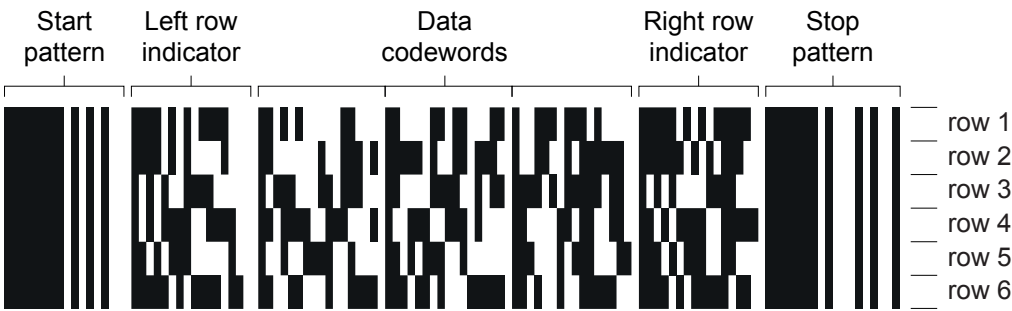 Start pattern
Left row indicator
Data codewords
Right row indicator
Stop pattern
row 1
row 2
row 3
row 4
row 5
row 6